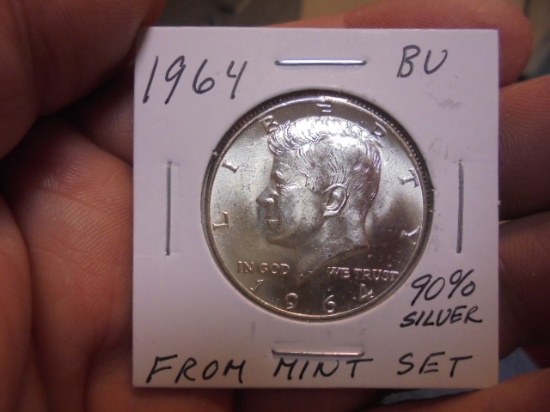 1964 BU
LIBERTY
IN GOD WE TRUST
1964
90%
SILVER
FROM MINT SET